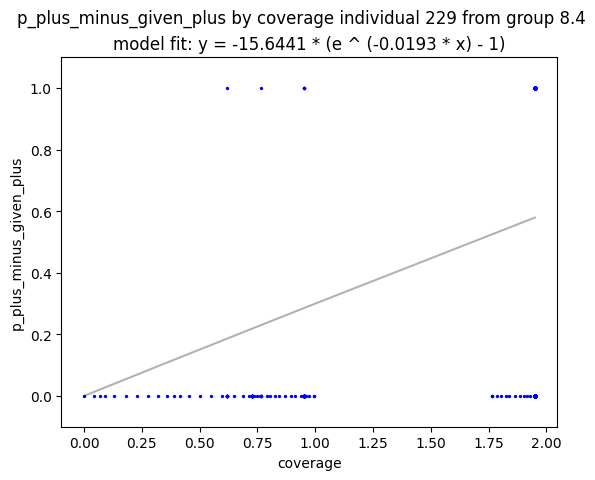 p_plus_minus_given_plus by coverage individual 229 from group 8.4
model fit: y = -15.6441 * (e ^ (-0.0193 * x) - 1)
1.0
0.8
0.6
0.4
0.2
0.0
p_plus_minus_given_plus
0.00 0.25 0.50 0.75 1.00 1.25 1.50 1.75 2.00
coverage